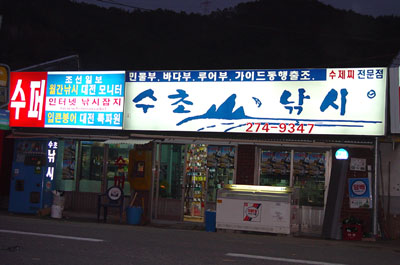 수퍼
조선일보
월간낚시 대전 모니터
인터넷 낚시잡지
입큰붕어 대전 특파원
민물부, 바다부, 루어부, 가이드동행출조.
수제찌 전문점
수초 낚시
274-9347
수초
낚시